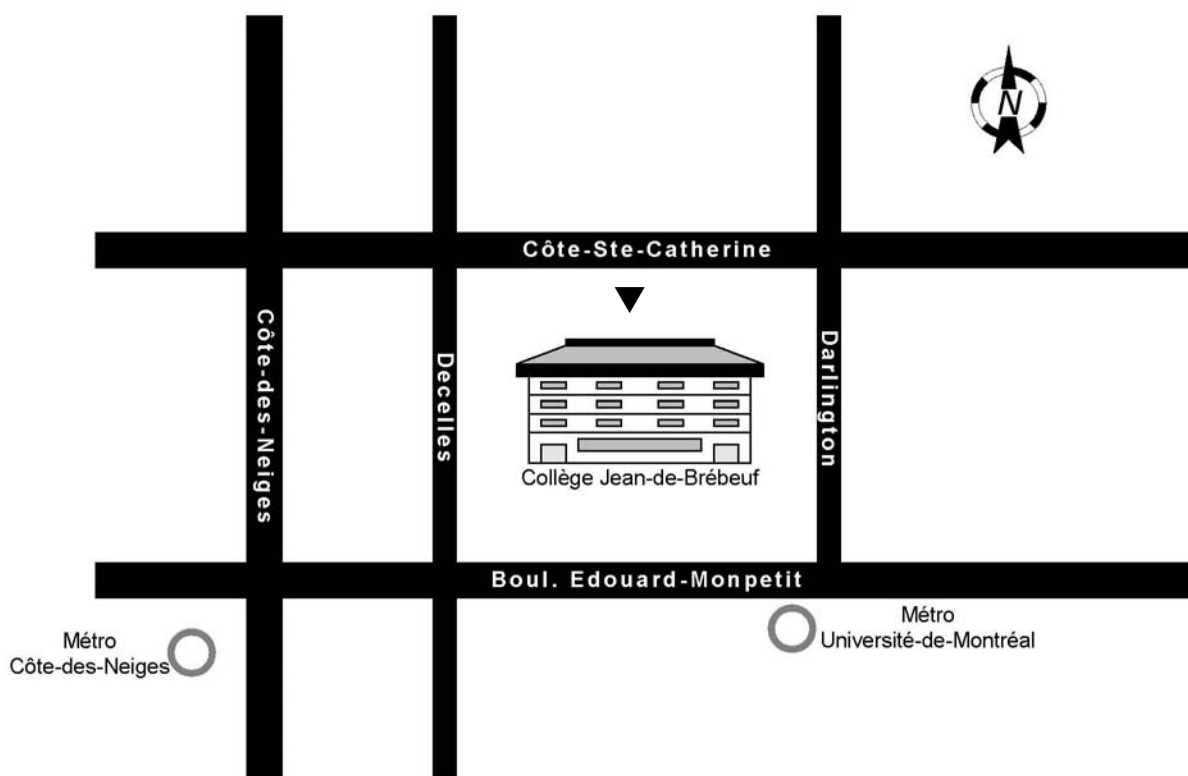 N
Côte-Ste-Catherine
Côte-des-Neiges
Decelles
Darlington
Collège Jean-de-Brébeuf
Boul. Edouard-Monpetit
Métro
Côte-des-Neiges
Métro
Université-de-Montréal